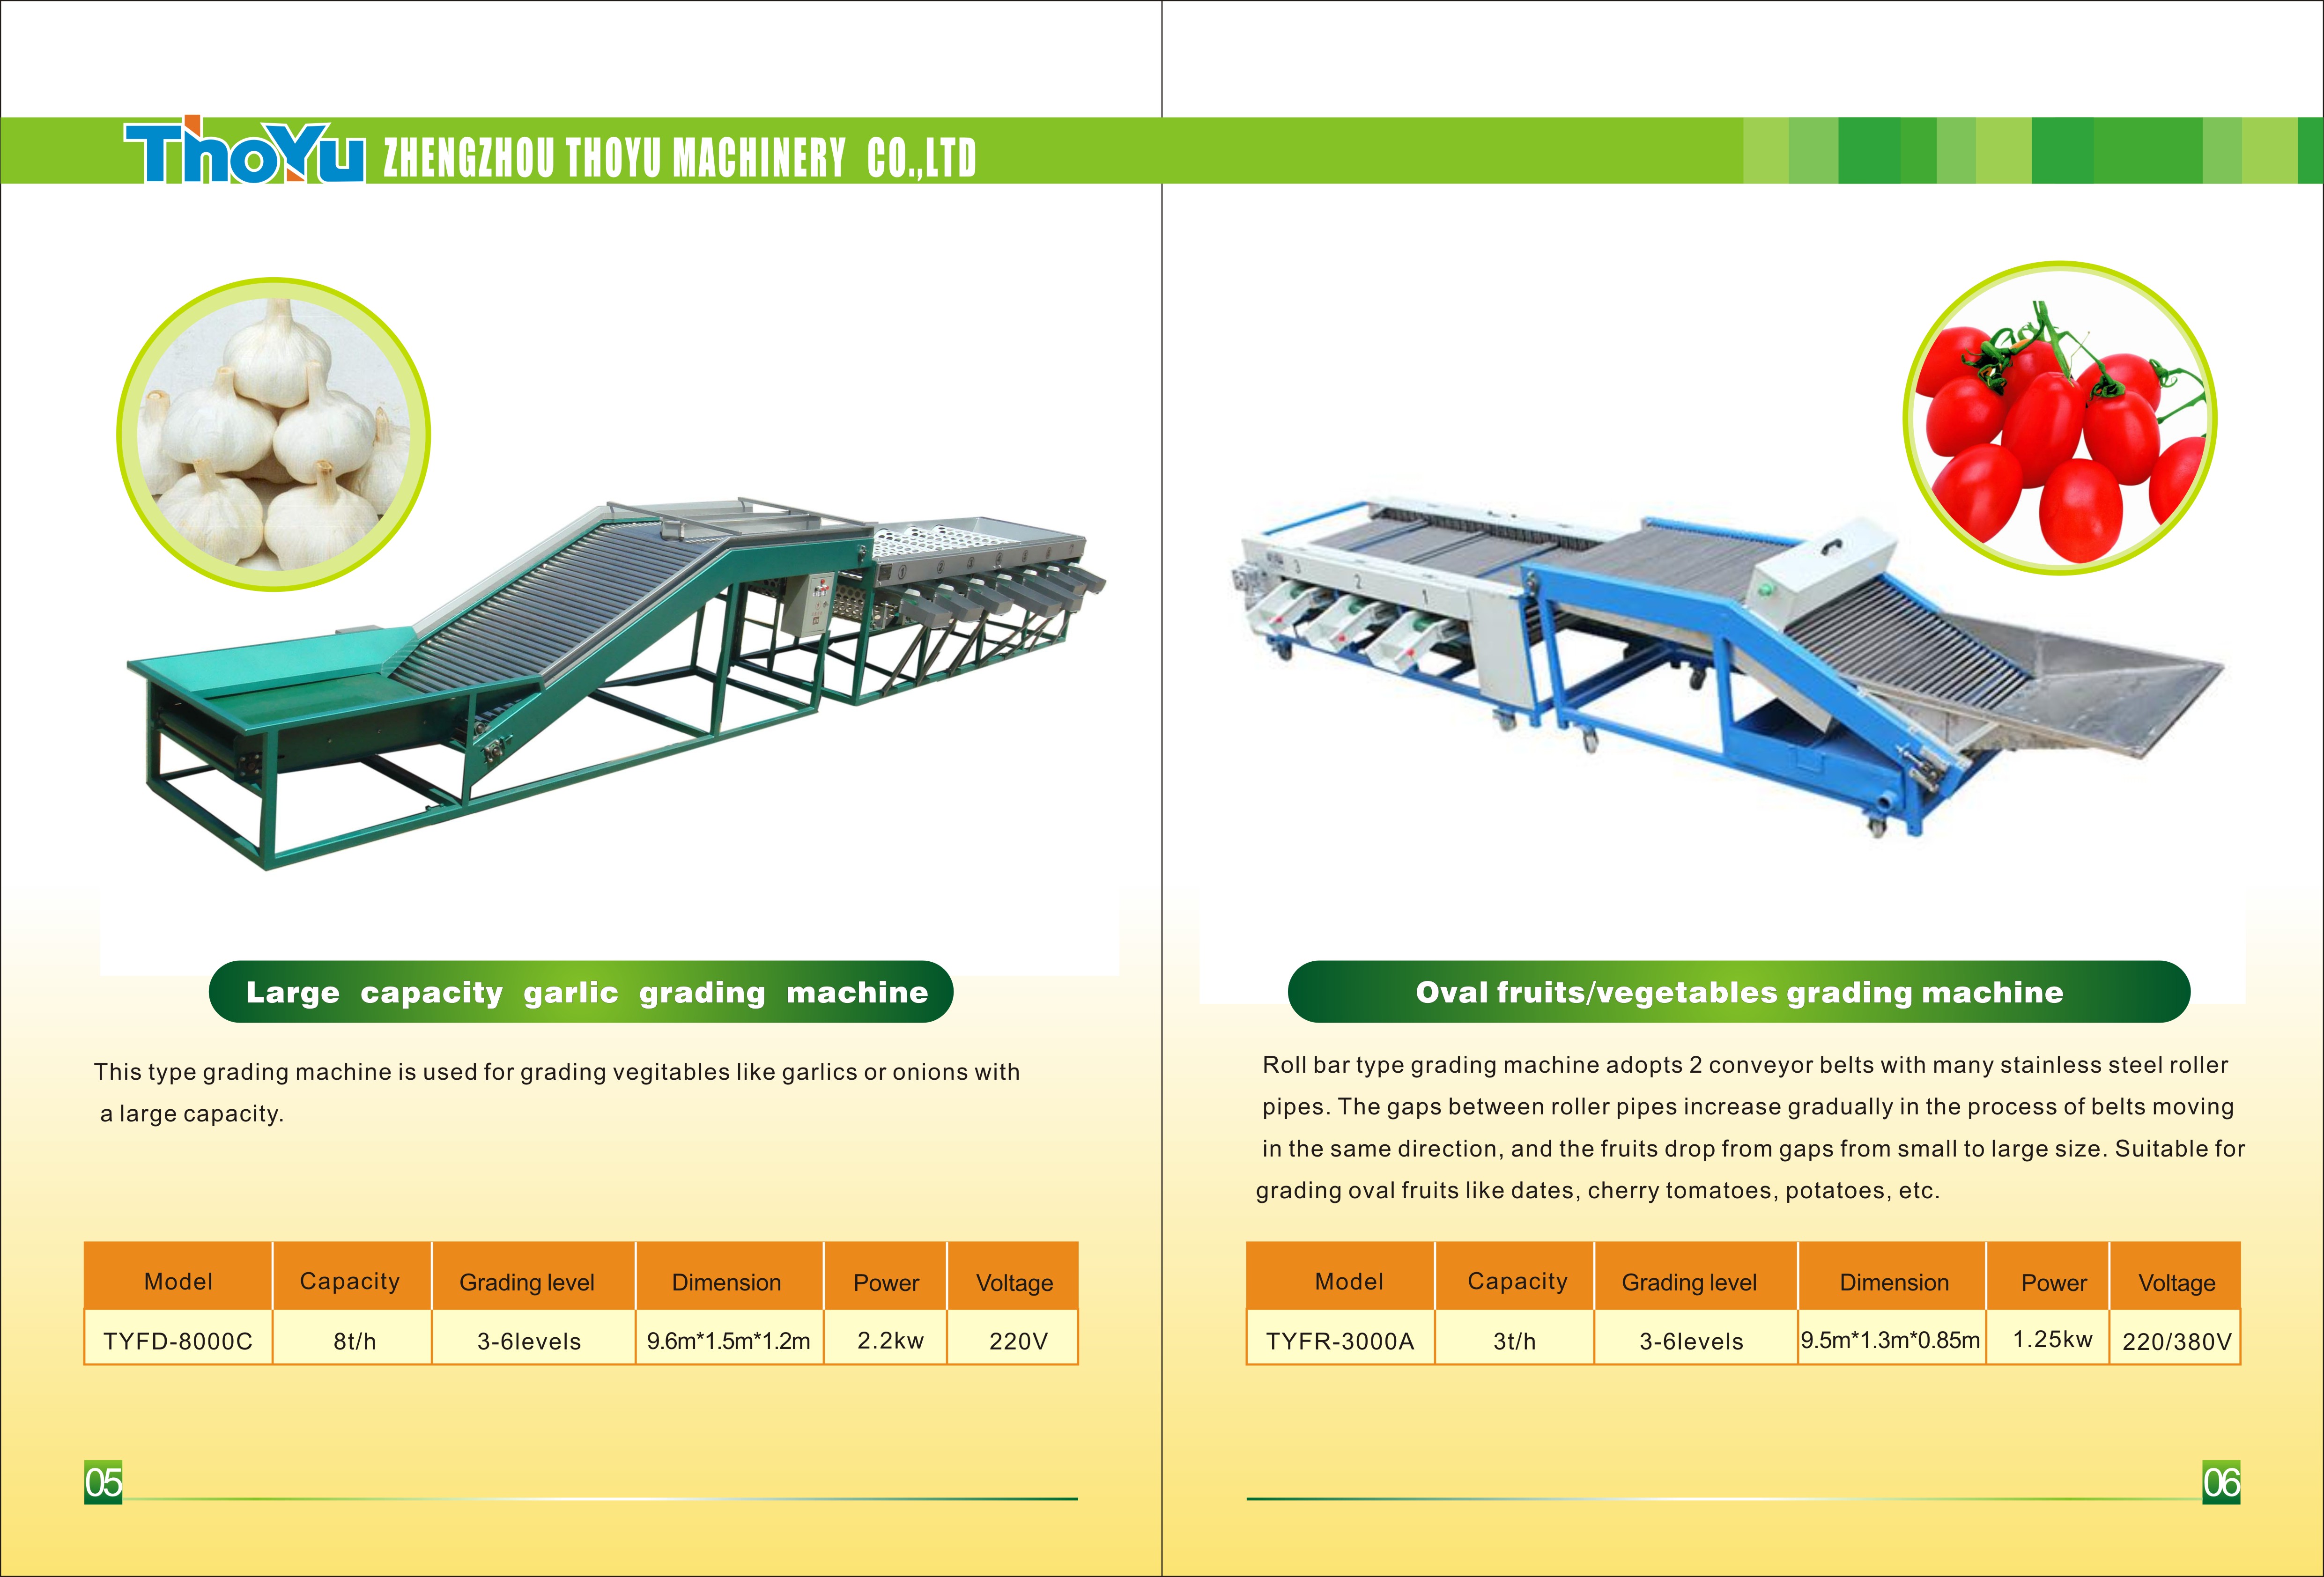 ThoYu ZHENGZHOU THOYU MACHINERY CO.,LTD
Large capacity garlic grading machine
This type grading machine is used for grading vegitables like garlics or onions with
a large capacity.
Model Capacity Grading level Dimension Power Voltage
TYFD-8000C 8t/h 3-6levels 9.6m*1.5m*1.2m 2.2kw 220V
05
3 2 1
Oval fruits/vegetables grading machine
Roll bar type grading machine adopts 2 conveyor belts with many stainless steel roller
pipes. The gaps between roller pipes increase gradually in the process of belts moving
in the same direction, and the fruits drop from gaps from small to large size. Suitable for
grading oval fruits like dates, cherry tomatoes, potatoes, etc.
Model Capacity Grading level Dimension Power Voltage
TYFR-3000A 3t/h 3-6levels 9.5m*1.3m*0.85m 1.25kw 220/380V
06